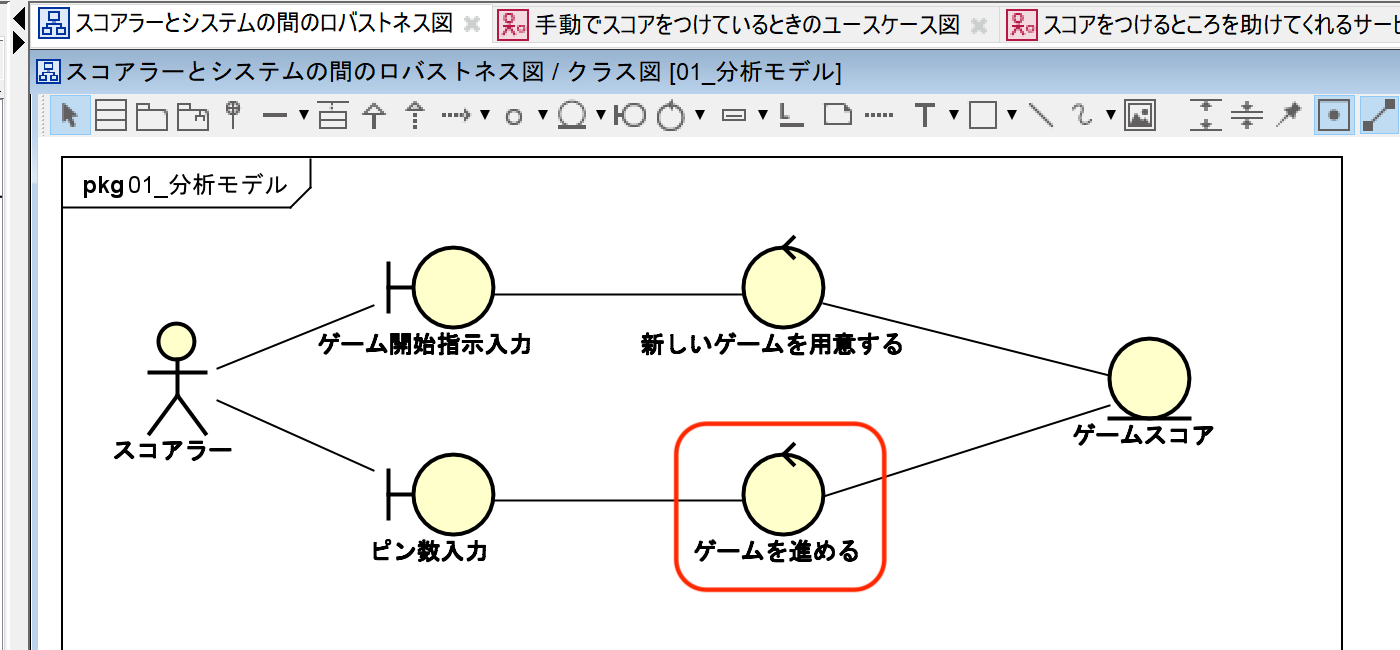 スコアラーとシステムの間のロバストネス図
手動でスコアをつけているときのユースケース図
スコアをつけるところを助けてくれるサービ
スコアラーとシステムの間のロバストネス図 / クラス図 [01_分析モデル]
pkg 01_分析モデル
ゲーム開始指示入力
新しいゲームを用意する
スコアラー
ゲームスコア
ピン数入力
ゲームを進める